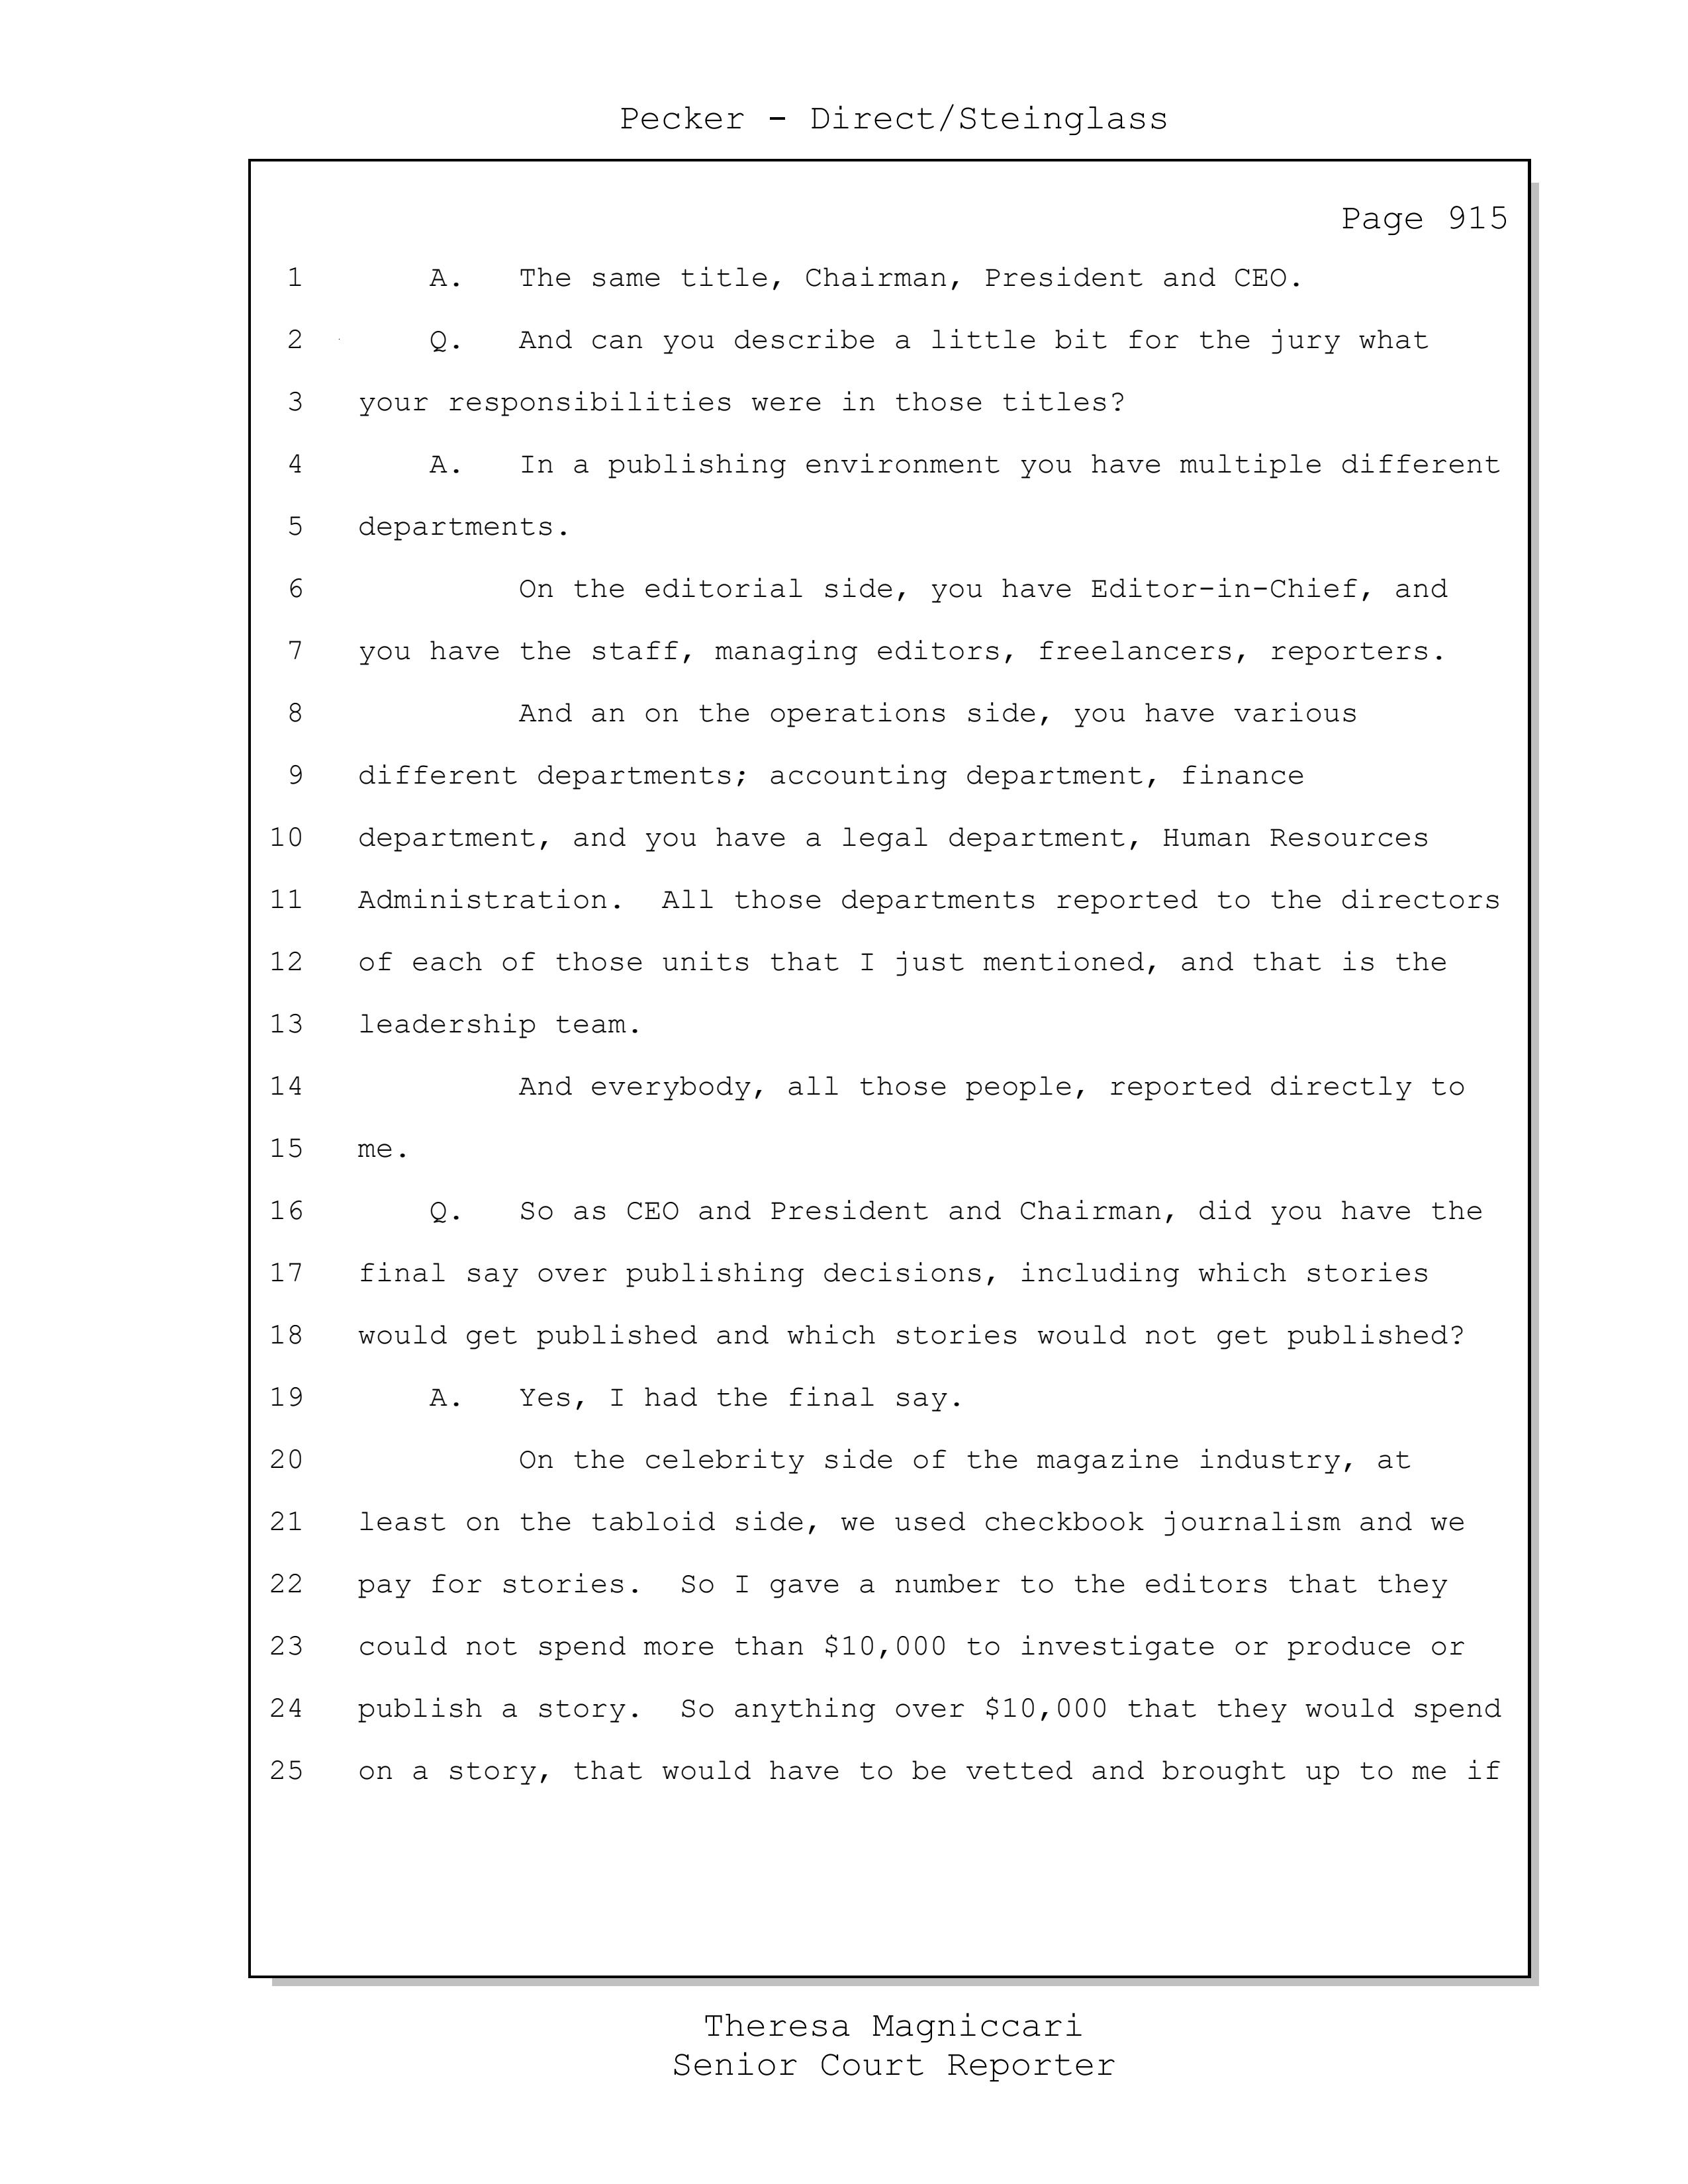 Pecker - Direct/Steinglass
Page 915
1 A. The same title, Chairman, President and CEO.
2 Q. And can you describe a little bit for the jury what
3 your responsibilities were in those titles?
4 A. In a publishing environment you have multiple different
5 departments.
6 On the editorial side, you have Editor-in-Chief, and
7 you have the staff, managing editors, freelancers, reporters.
8 And an on the operations side, you have various
9 different departments; accounting department, finance
10 department, and you have a legal department, Human Resources
11 Administration. All those departments reported to the directors
12 of each of those units that I just mentioned, and that is the
13 leadership team.
14 And everybody, all those people, reported directly to
15 me.
16 Q. So as CEO and President and Chairman, did you have the
17 final say over publishing decisions, including which stories
18 would get published and which stories would not get published?
19 A. Yes, I had the final say.
20 On the celebrity side of the magazine industry, at
21 least on the tabloid side, we used checkbook journalism and we
22 pay for stories. So I gave a number to the editors that they
23 could not spend more than $10,000 to investigate or produce or
24 publish a story. So anything over $10,000 that they would spend
25 on a story, that would have to be vetted and brought up to me if
Theresa Magniccari
Senior Court Reporter